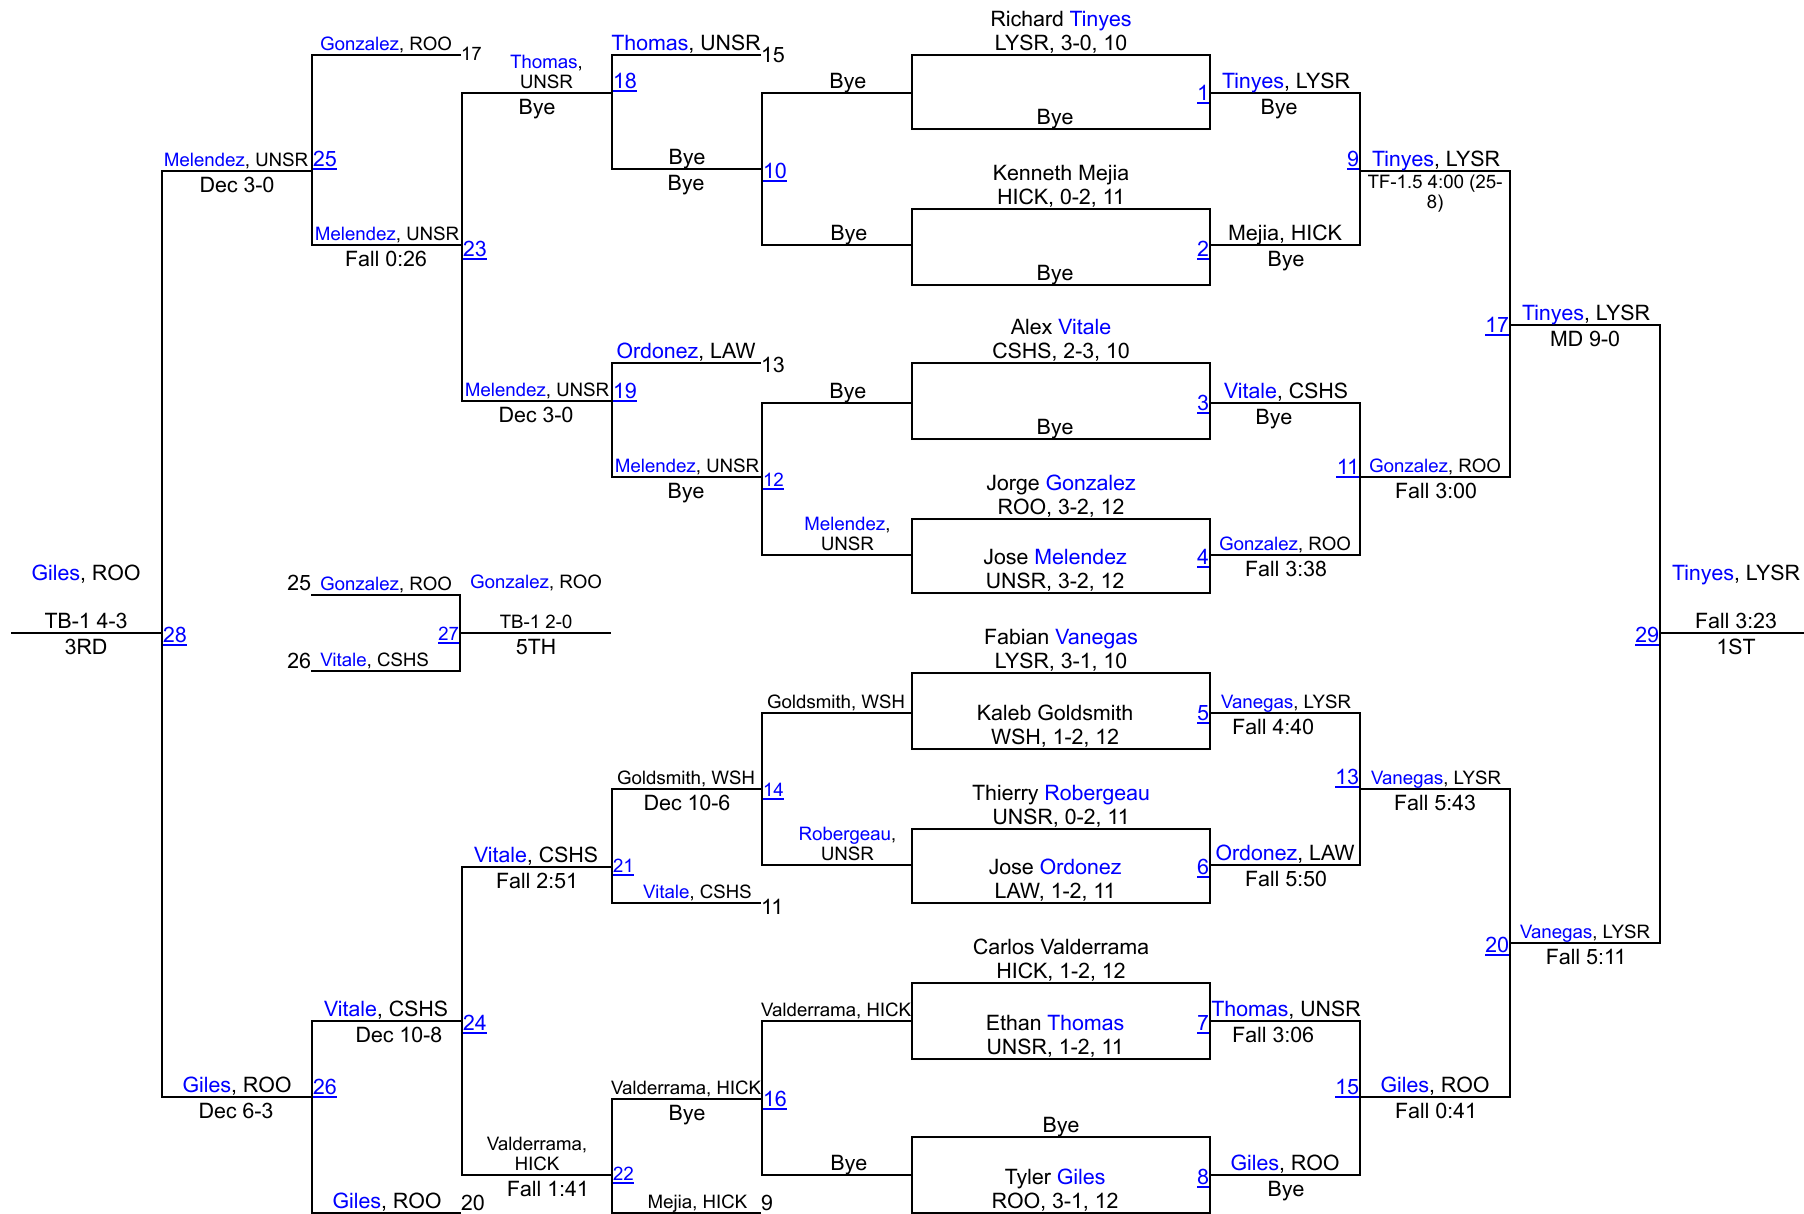 Richard Tinyes
LYSR, 3-0, 10
Gonzalez, ROO
17
Thomas,
UNSR
Bye
Thomas, UNSR
15
18
Bye
1
Tinyes, LYSR
Bye
Bye
Melendez, UNSR
Dec 3-0
25
Bye
Bye
10
Kenneth Mejia
HICK, 0-2, 11
9
Tinyes, LYSR
TF-1.5 4:00 (25-
8)
Melendez, UNSR
Fall 0:26
23
Bye
2
Mejia, HICK
Bye
Bye
Alex Vitale
CSHS, 2-3, 10
17
Tinyes, LYSR
MD 9-0
Ordonez, LAW
13
Melendez, UNSR
Dec 3-0
19
Bye
3
Vitale, CSHS
Bye
Bye
Melendez, UNSR
Bye
12
Jorge Gonzalez
ROO, 3-2, 12
11
Gonzalez, ROO
Fall 3:00
Melendez,
UNSR
Jose Melendez
UNSR, 3-2, 12
4
Gonzalez, ROO
Fall 3:38
Giles, ROO
TB-1 4-3
3RD
28
25
Gonzalez, ROO
26
Vitale, CSHS
27
Gonzalez, ROO
TB-1 2-0
5TH
29
Tinyes, LYSR
Fall 3:23
1ST
Fabian Vanegas
LYSR, 3-1, 10
Goldsmith, WSH
Kaleb Goldsmith
WSH, 1-2, 12
5
Vanegas, LYSR
Fall 4:40
Goldsmith, WSH
Dec 10-6
14
Thierry Robergeau
UNSR, 0-2, 11
13
Vanegas, LYSR
Fall 5:43
Robergeau,
UNSR
Jose Ordonez
LAW, 1-2, 11
6
Ordonez, LAW
Fall 5:50
Vitale, CSHS
Fall 2:51
21
Vitale, CSHS
11
Carlos Valderrama
HICK, 1-2, 12
20
Vanegas, LYSR
Fall 5:11
Vitale, CSHS
Dec 10-8
24
Valderrama, HICK
Ethan Thomas
UNSR, 1-2, 11
7
Thomas, UNSR
Fall 3:06
Giles, ROO
Dec 6-3
26
Valderrama, HICK
Bye
16
15
Giles, ROO
Fall 0:41
Bye
Valderrama,
HICK
Fall 1:41
22
Bye
Tyler Giles
ROO, 3-1, 12
8
Giles, ROO
Bye
Giles, ROO
20
Mejia, HICK
9